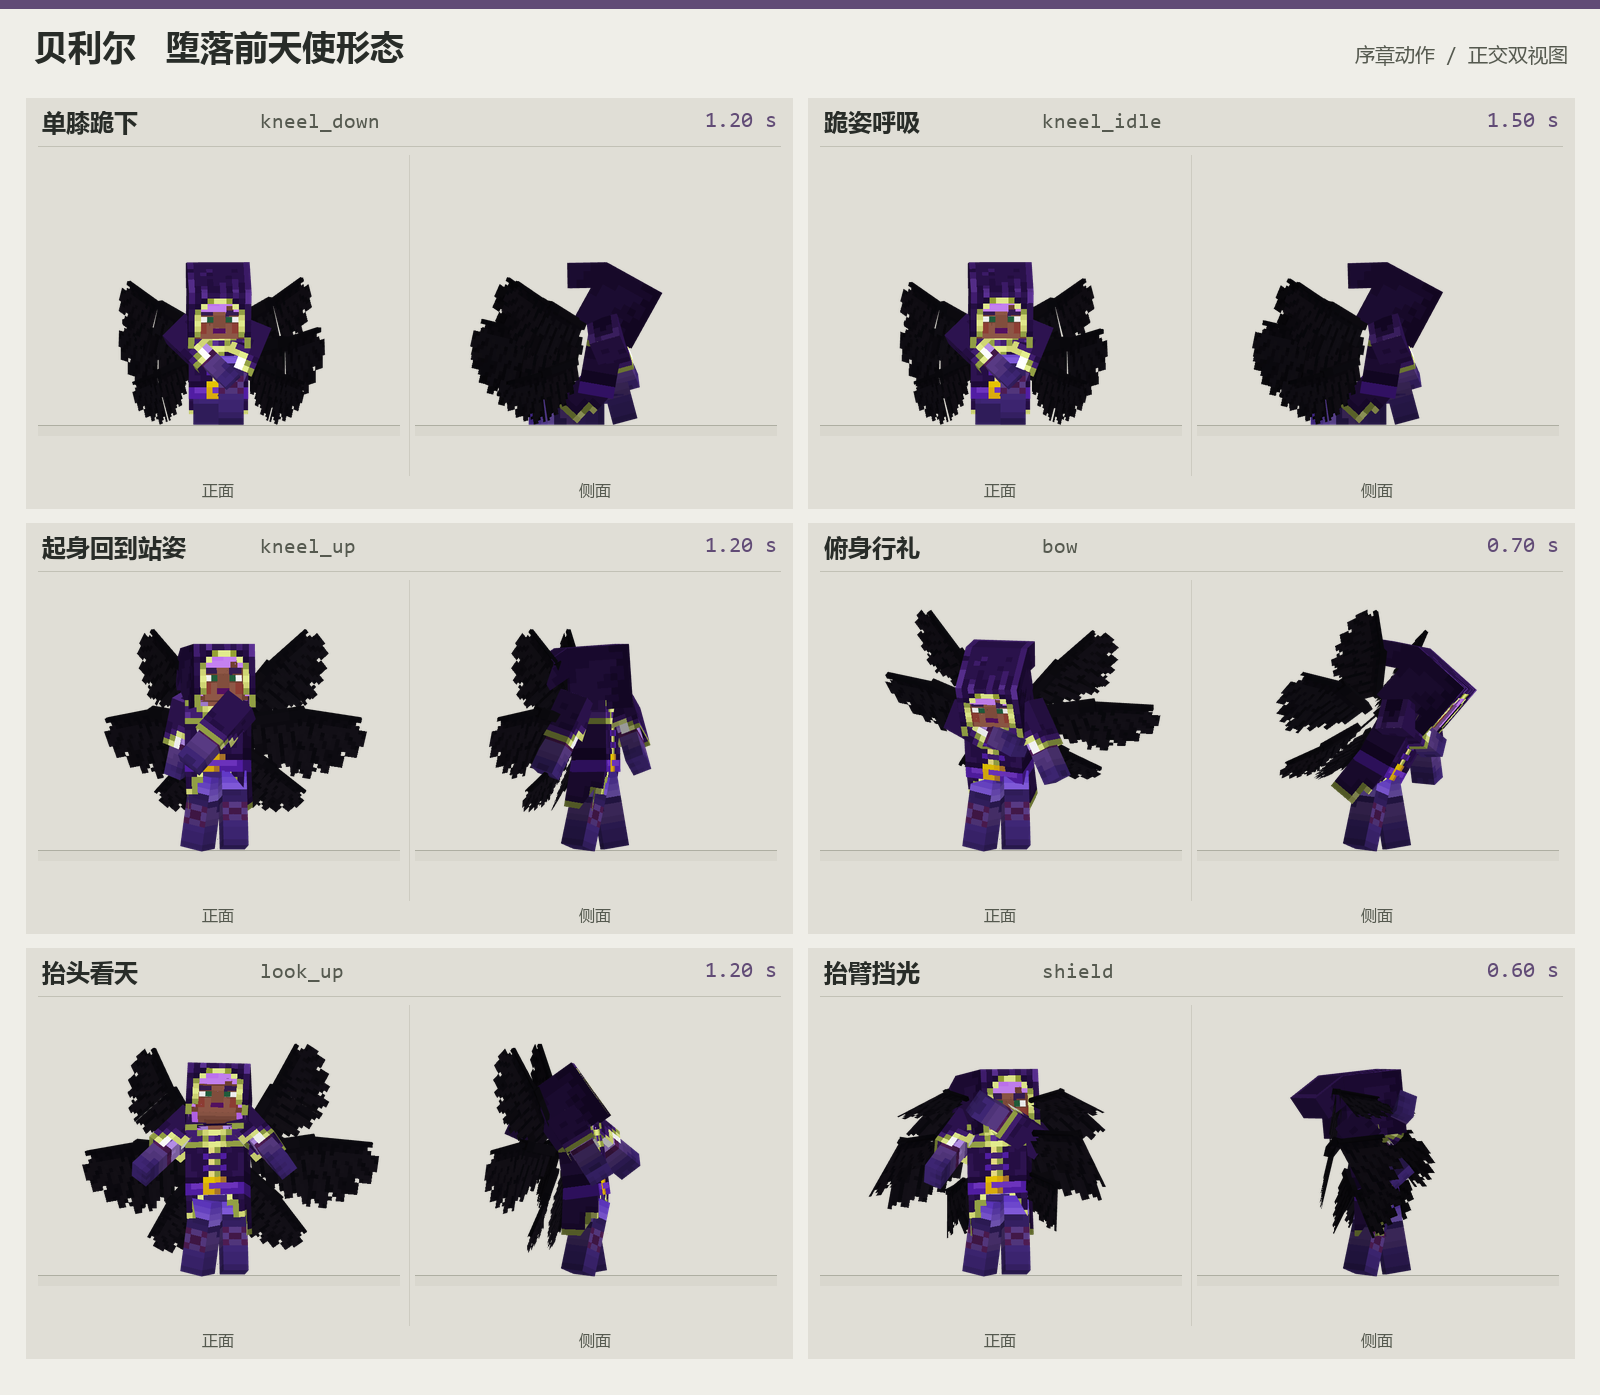 贝利尔 堕落前天使形态
序章动作 / 正交双视图
单膝跪下 kneel_down 1.20 s
正面 侧面
跪姿呼吸 kneel_idle 1.50 s
正面 侧面
起身回到站姿 kneel_up 1.20 s
正面 侧面
俯身行礼 bow 0.70 s
正面 侧面
抬头看天 look_up 1.20 s
正面 侧面
抬臂挡光 shield 0.60 s
正面 侧面